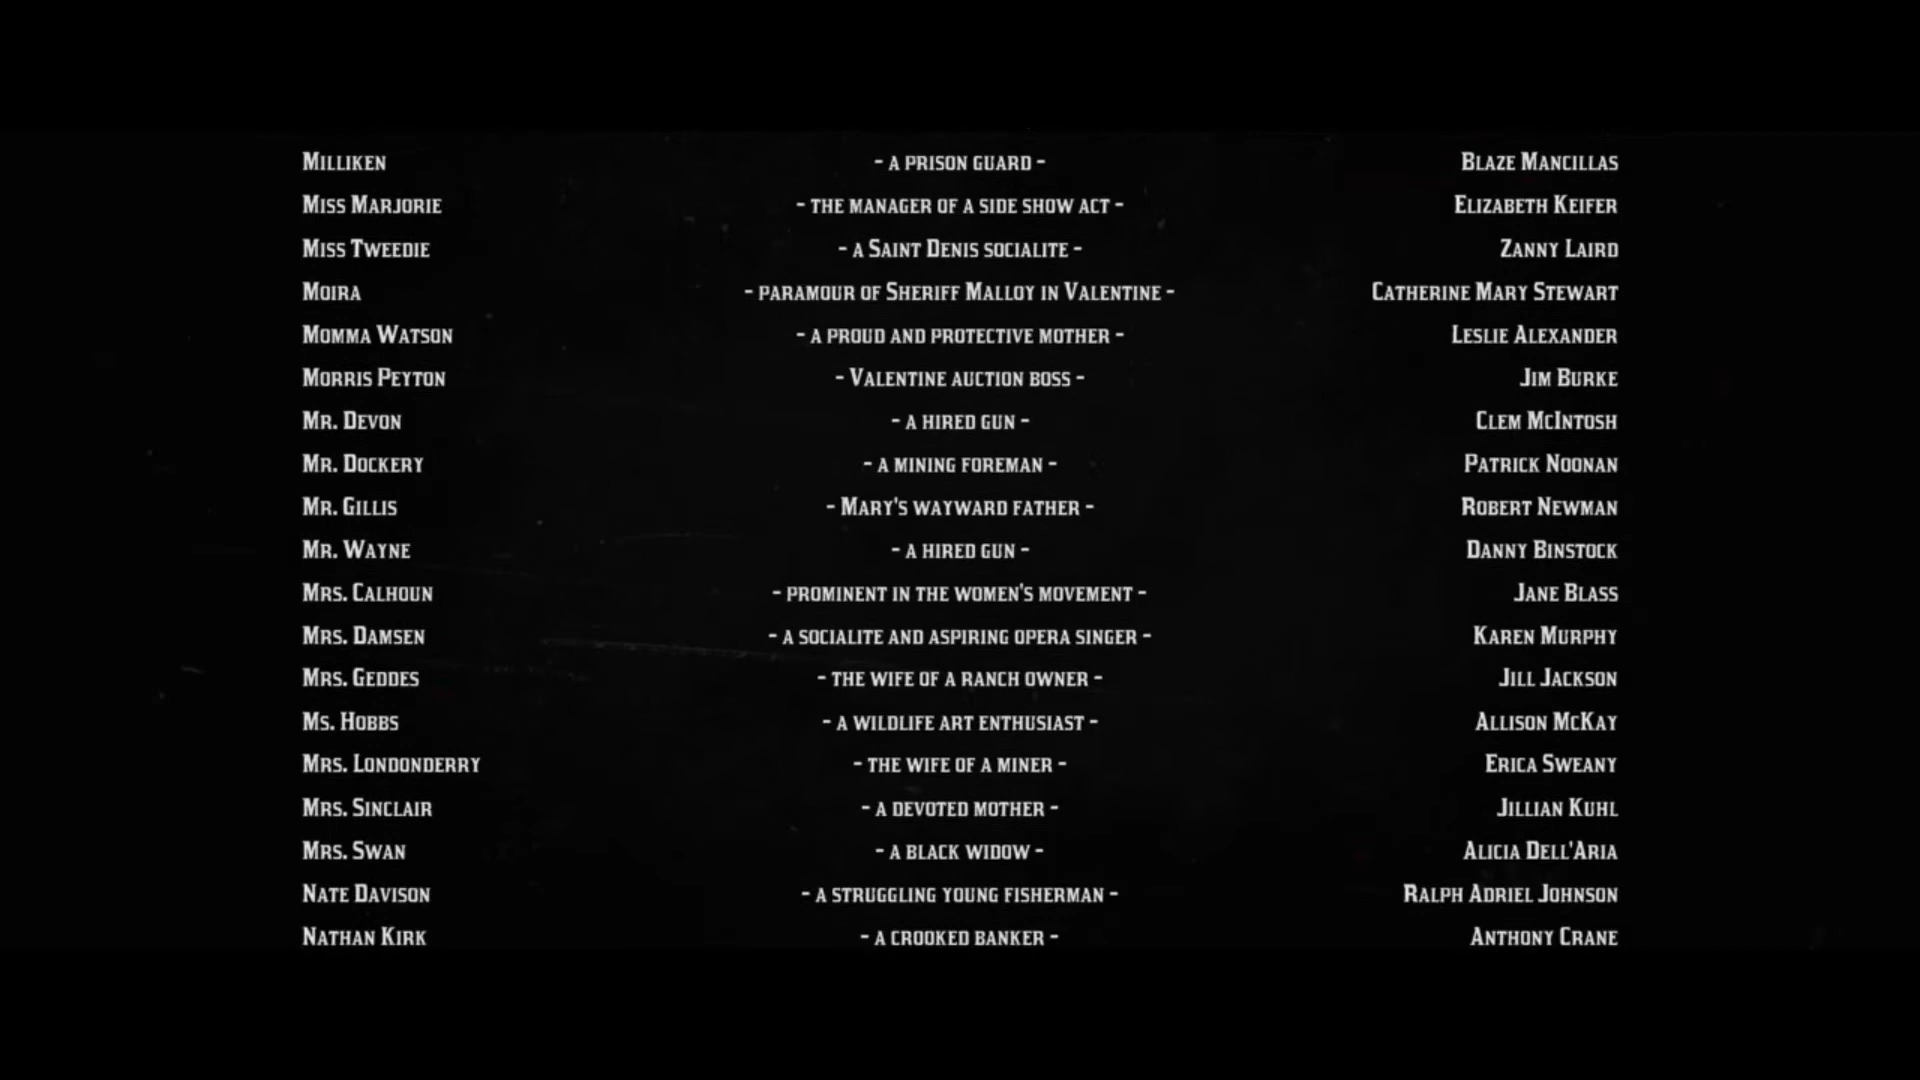 Milliken - a prison guard - Blaze Mancillas
Miss Marjorie - the manager of a side show act - Elizabeth Keifer
Miss Tweedie - a Saint Denis socialite - Zanny Laird
Moira - paramour of Sheriff Malloy in Valentine - Catherine Mary Stewart
Momma Watson - a proud and protective mother - Leslie Alexander
Morris Peyton - Valentine auction boss - Jim Burke
Mr. Devon - a hired gun - Clem McIntosh
Mr. Dockery - a mining foreman - Patrick Noonan
Mr. Gillis - Mary's wayward father - Robert Newman
Mr. Wayne - a hired gun - Danny Binstock
Mrs. Calhoun - prominent in the women's movement - Jane Blass
Mrs. Damsen - a socialite and aspiring opera singer - Karen Murphy
Mrs. Geddes - the wife of a ranch owner - Jill Jackson
Ms. Hobbs - a wildlife art enthusiast - Allison McKay
Mrs. Londonderry - the wife of a miner - Erica Sweany
Mrs. Sinclair - a devoted mother - Jillian Kuhl
Mrs. Swan - a black widow - Alicia Dell'Aria
Nate Davison - a struggling young fisherman - Ralph Adriel Johnson
Nathan Kirk - a crooked banker - Anthony Crane